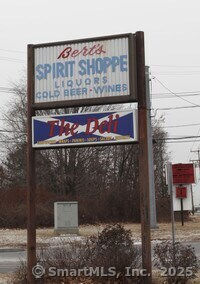 Bert's
SPIRIT SHOPPE
LIQUORS
COLD BEER-WINES
The Deli
© SmartMLS, Inc. 2025